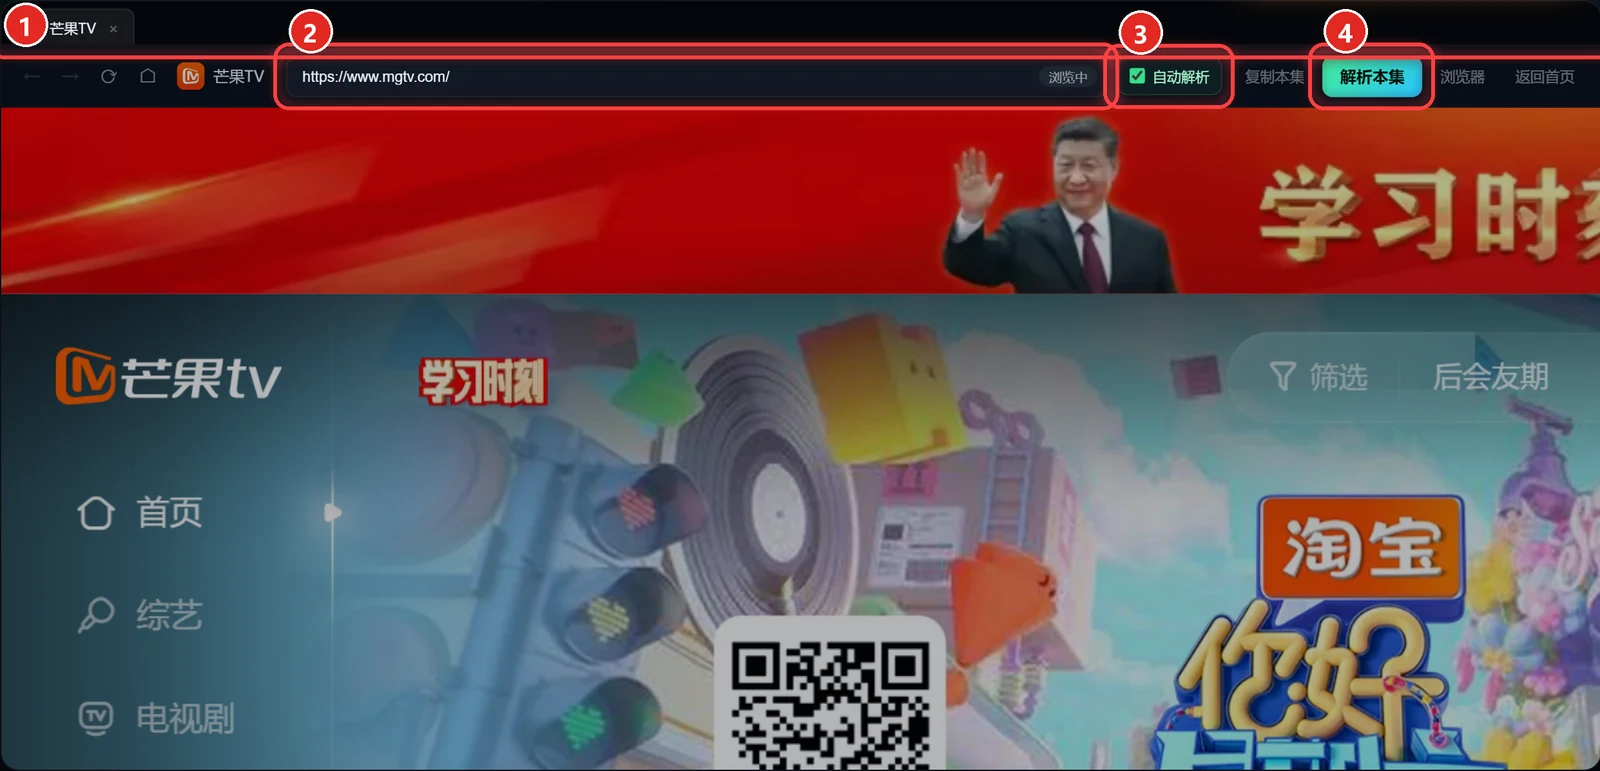 1
芒果TV ×
2
3
4
芒果TV
https://www.mgtv.com/
浏览中
自动解析
复制本集
解析本集
浏览器
返回首页
学习时刻
芒果tv
学习时刻
筛选
后会友期
首页
综艺
电视剧
淘宝
你好